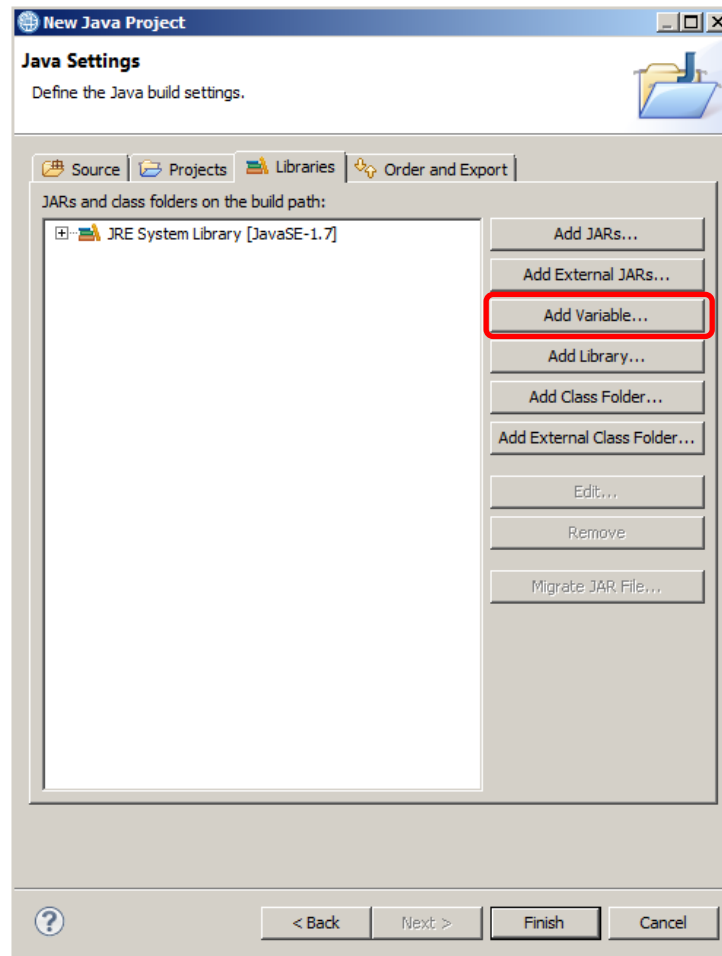 New Java Project
Java Settings
Define the Java build settings.
Source Projects Libraries Order and Export
JARs and class folders on the build path:
JRE System Library [JavaSE-1.7]
Add JARs...
Add External JARs...
Add Variable...
Add Library...
Add Class Folder...
Add External Class Folder...
Edit...
Remove
Migrate JAR File...
? < Back Next > Finish Cancel